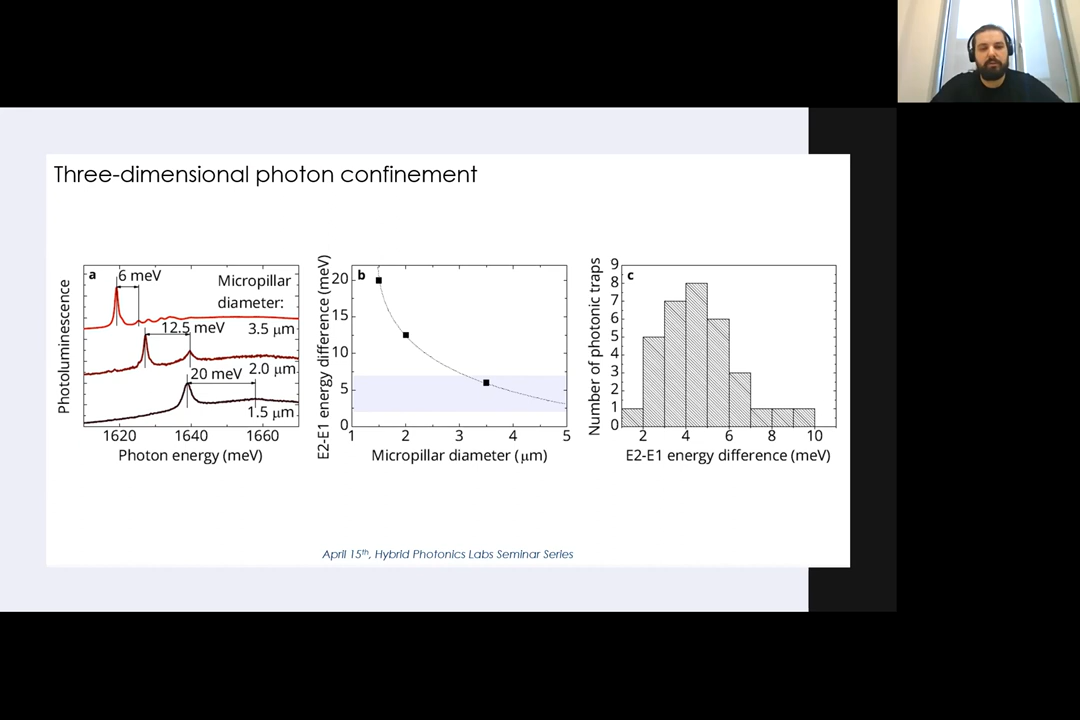 Three-dimensional photon confinement
a
6 meV
Micropillar
diameter:
12.5 meV
3.5 μm
20 meV
2.0 μm
1.5 μm
Photoluminescence
1620 1640 1660
Photon energy (meV)
b
E2-E1 energy difference (meV)
20
15
10
5
0
1 2 3 4 5
Micropillar diameter (μm)
c
Number of photonic traps
9
8
7
6
5
4
3
2
1
0
2 4 6 8 10
E2-E1 energy difference (meV)
April 15th, Hybrid Photonics Labs Seminar Series